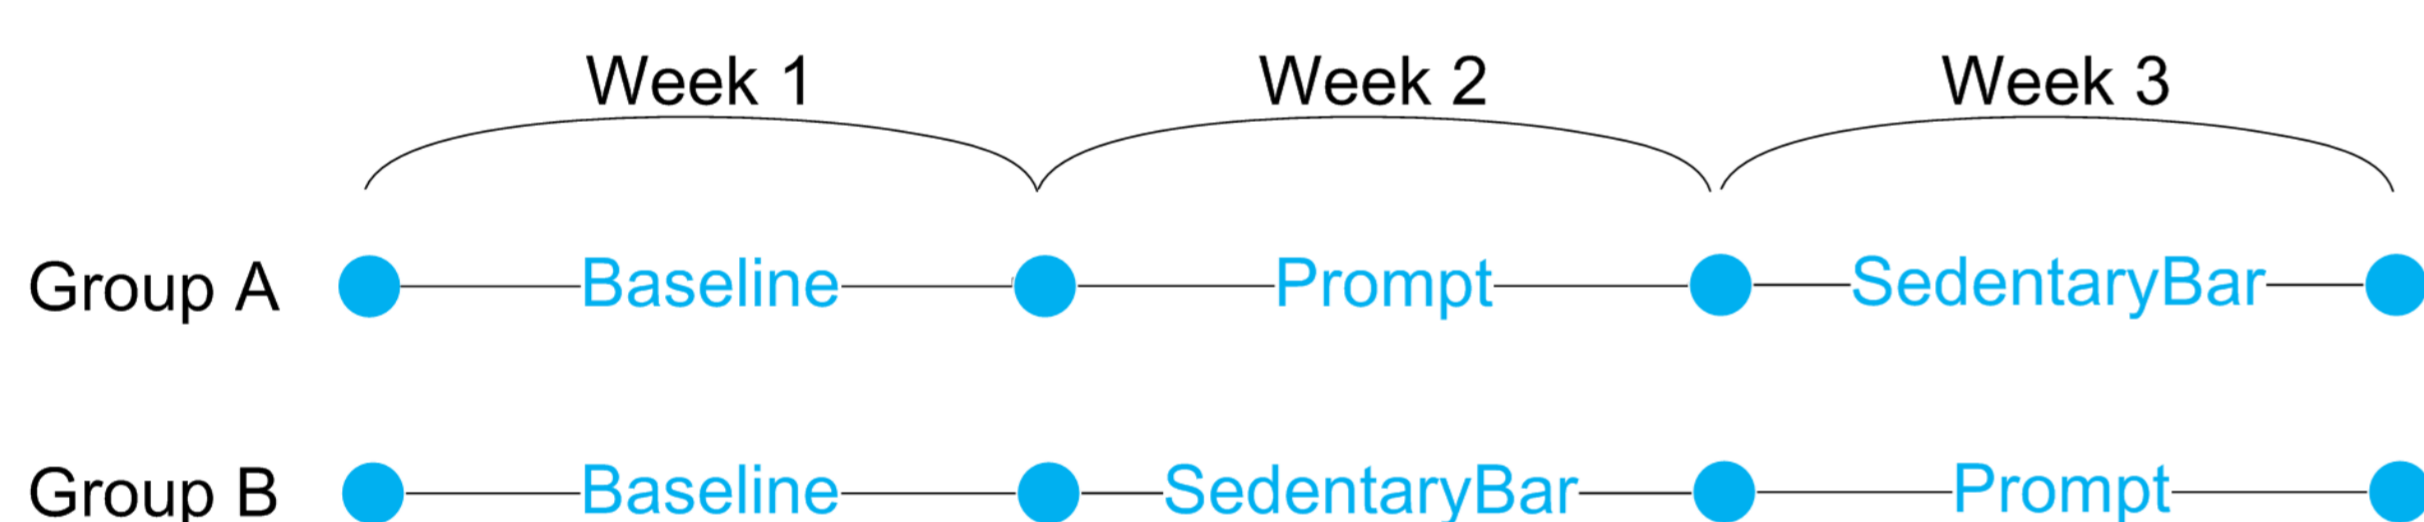 Week 1 Week 2 Week 3
Group A Baseline Prompt SedentaryBar
Group B Baseline SedentaryBar Prompt